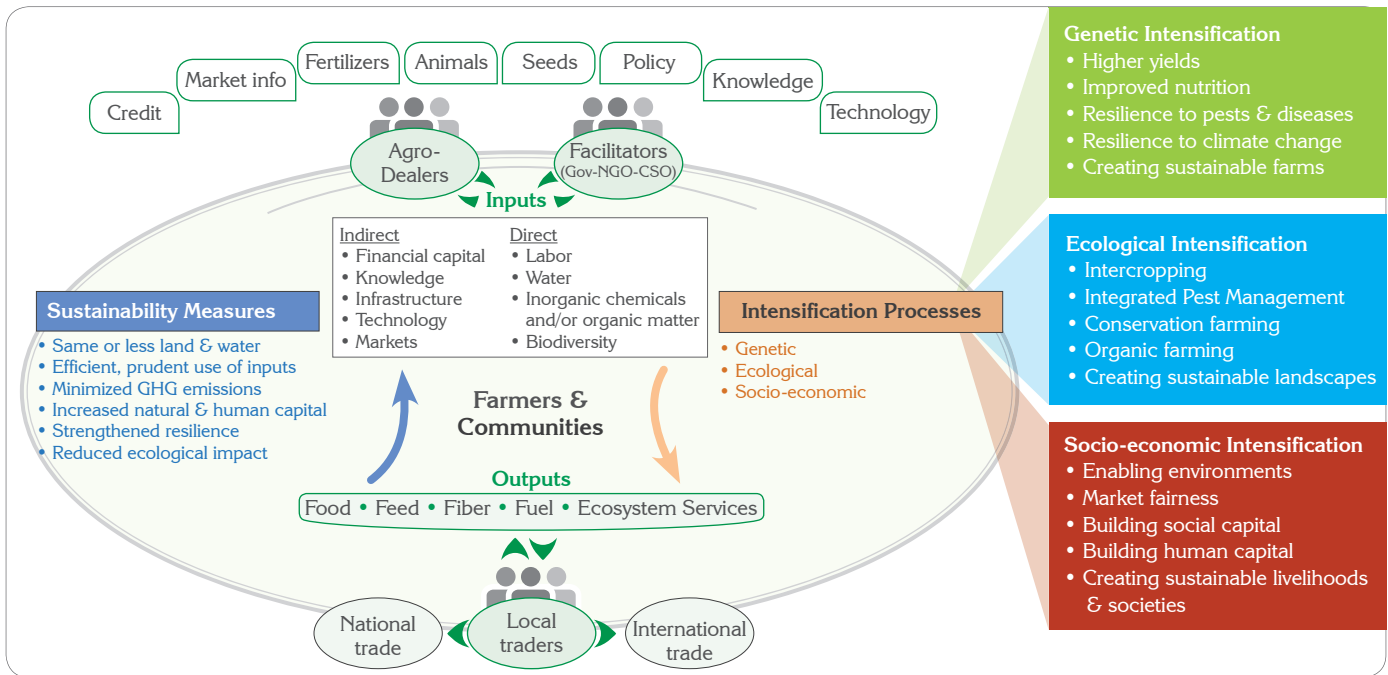 Credit
Market info
Fertilizers
Animals
Seeds
Policy
Knowledge
Technology
Agro-
Dealers
Facilitators
(Gov-NGO-CSO)
Inputs
Indirect
• Financial capital
• Knowledge
• Infrastructure
• Technology
• Markets
Direct
• Labor
• Water
• Inorganic chemicals
and/or organic matter
• Biodiversity
Sustainability Measures
• Same or less land & water
• Efficient, prudent use of inputs
• Minimized GHG emissions
• Increased natural & human capital
• Strengthened resilience
• Reduced ecological impact
Intensification Processes
• Genetic
• Ecological
• Socio-economic
Farmers &
Communities
Outputs
Food • Feed • Fiber • Fuel • Ecosystem Services
National
trade
Local
traders
International
trade
Genetic Intensification
• Higher yields
• Improved nutrition
• Resilience to pests & diseases
• Resilience to climate change
• Creating sustainable farms
Ecological Intensification
• Intercropping
• Integrated Pest Management
• Conservation farming
• Organic farming
• Creating sustainable landscapes
Socio-economic Intensification
• Enabling environments
• Market fairness
• Building social capital
• Building human capital
• Creating sustainable livelihoods
& societies